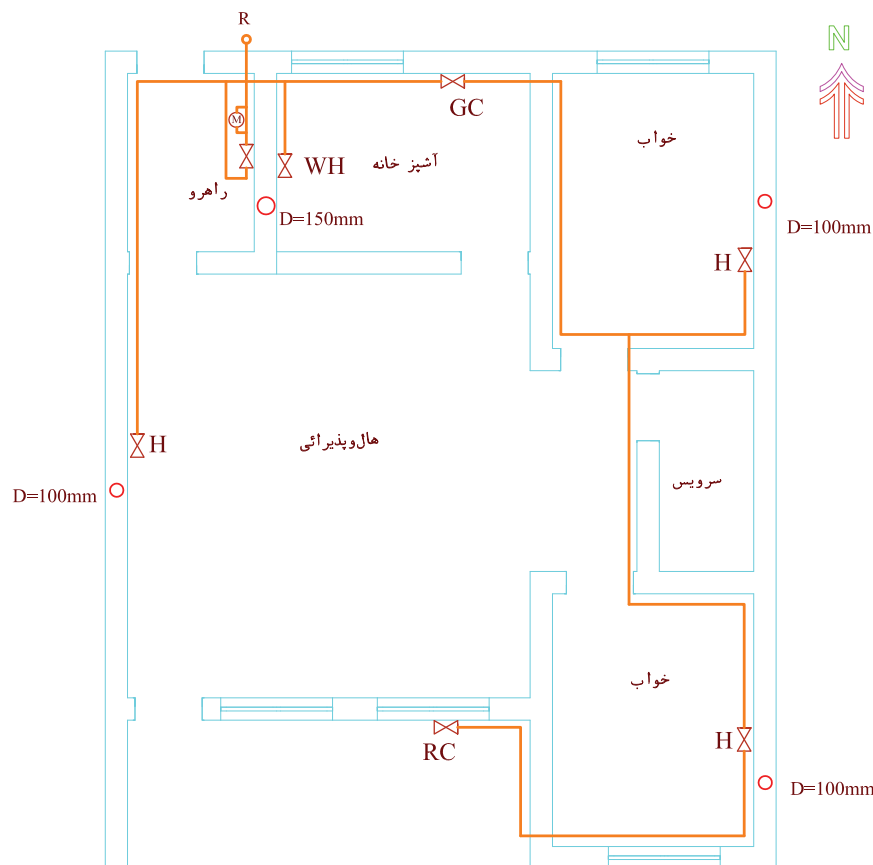 R
N
M
GC
خواب
WH
آشپز خانه
راهرو
D=150mm
D=100mm
H
H
هال‌وپذیرائی
سرویس
D=100mm
خواب
RC
H
D=100mm